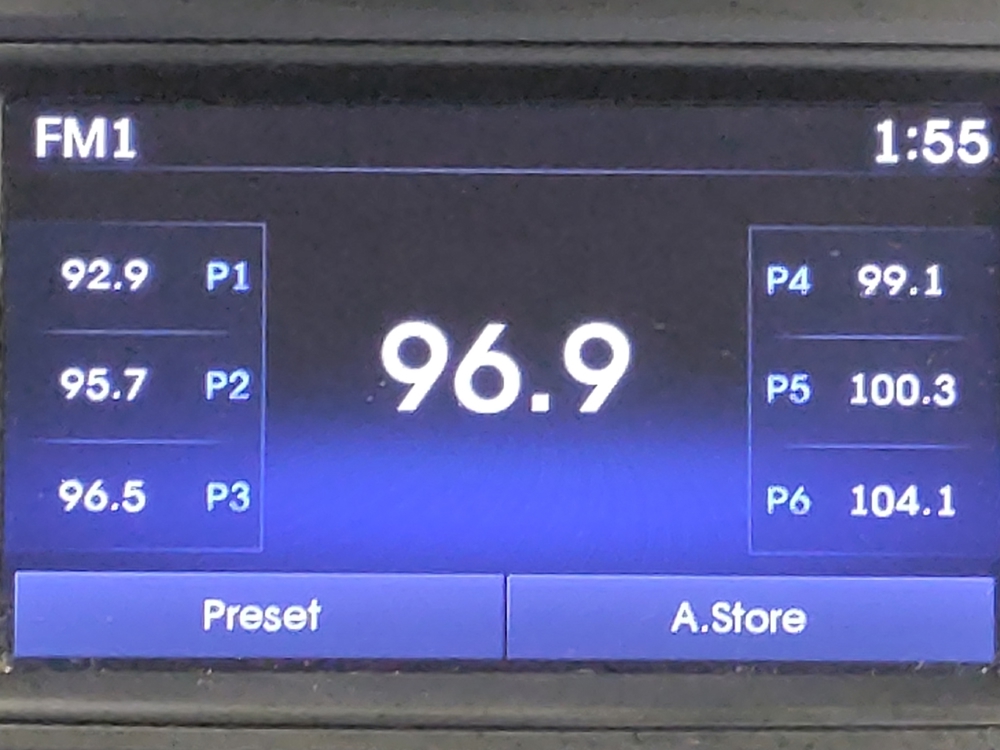 FM1 1:55
92.9 P1
95.7 P2
96.5 P3
96.9
P4 99.1
P5 100.3
P6 104.1
Preset A.Store